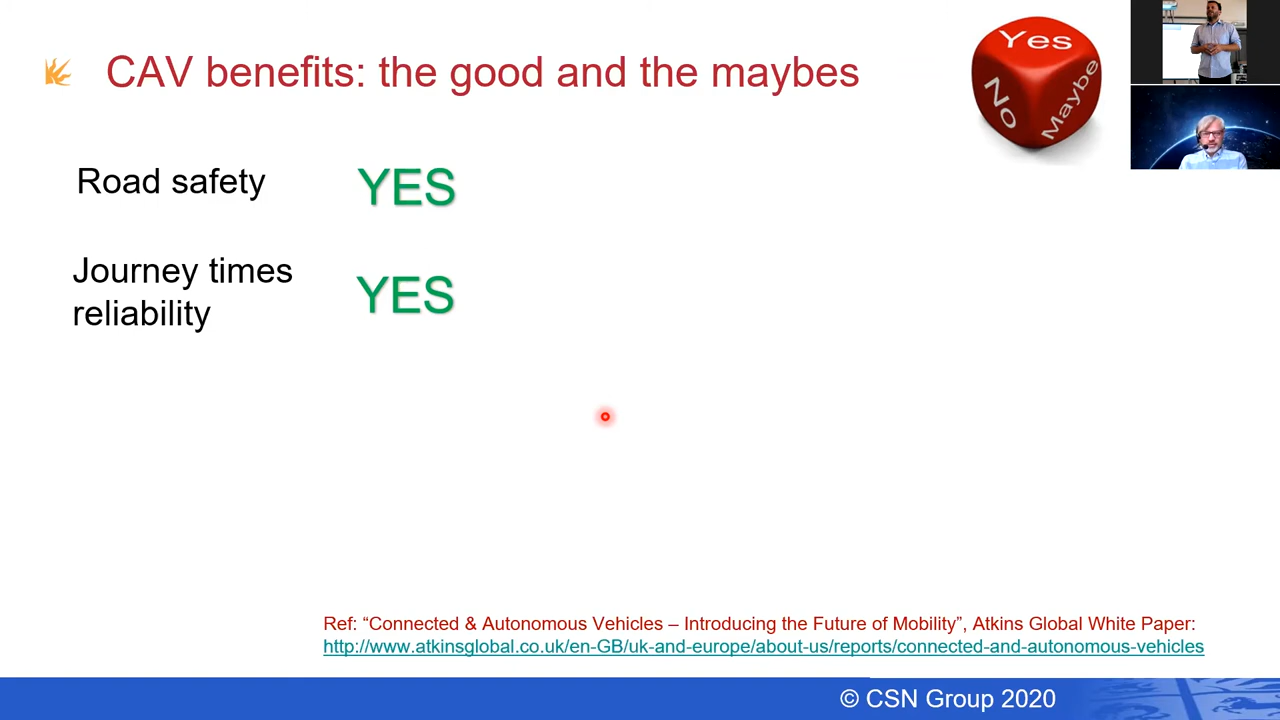 CAV benefits: the good and the maybes
Yes
No
Maybe
Road safety YES
Journey times
reliability
YES
Ref: “Connected & Autonomous Vehicles – Introducing the Future of Mobility”, Atkins Global White Paper:
http://www.atkinsglobal.co.uk/en-GB/uk-and-europe/about-us/reports/connected-and-autonomous-vehicles
© CSN Group 2020